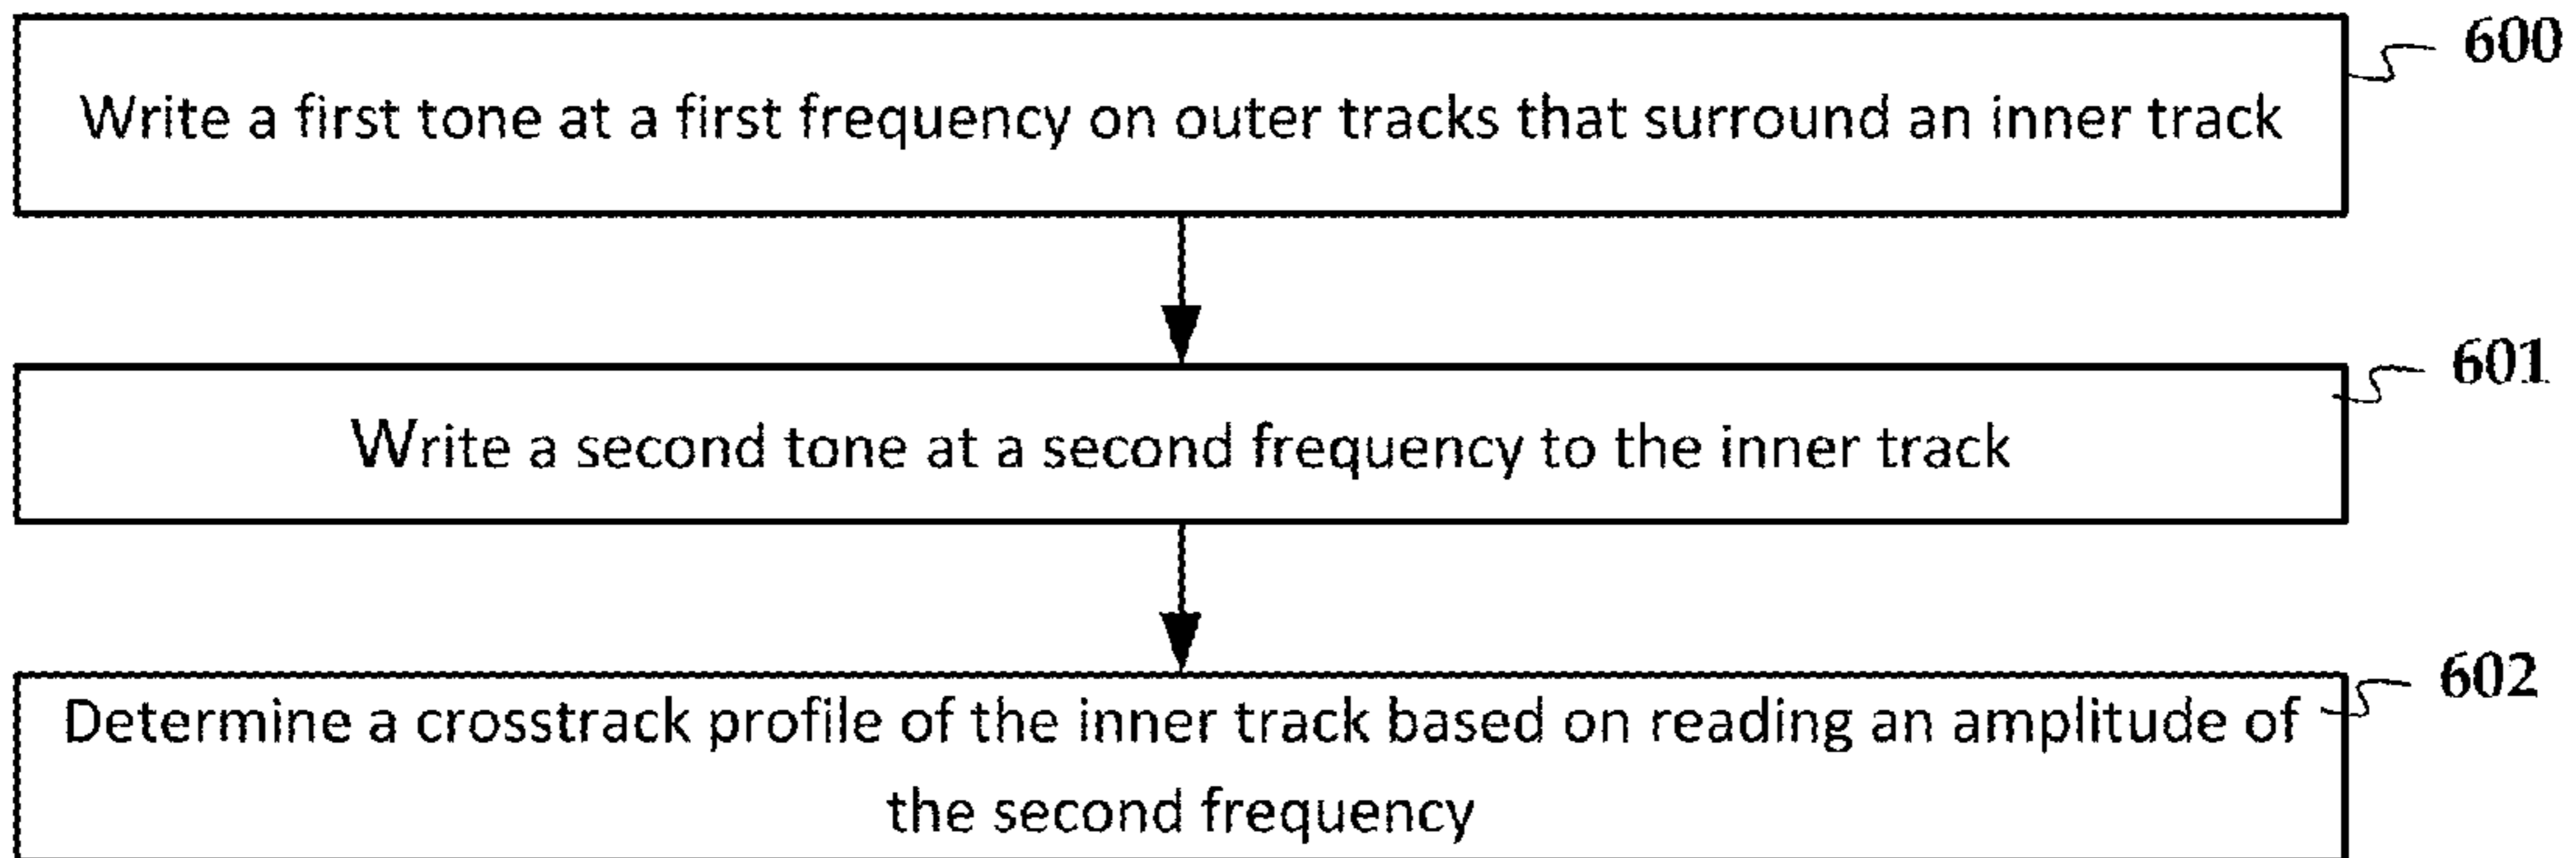 600
Write a first tone at a first frequency on outer tracks that surround an inner track
601
Write a second tone at a second frequency to the inner track
602
Determine a crosstrack profile of the inner track based on reading an amplitude of
the second frequency